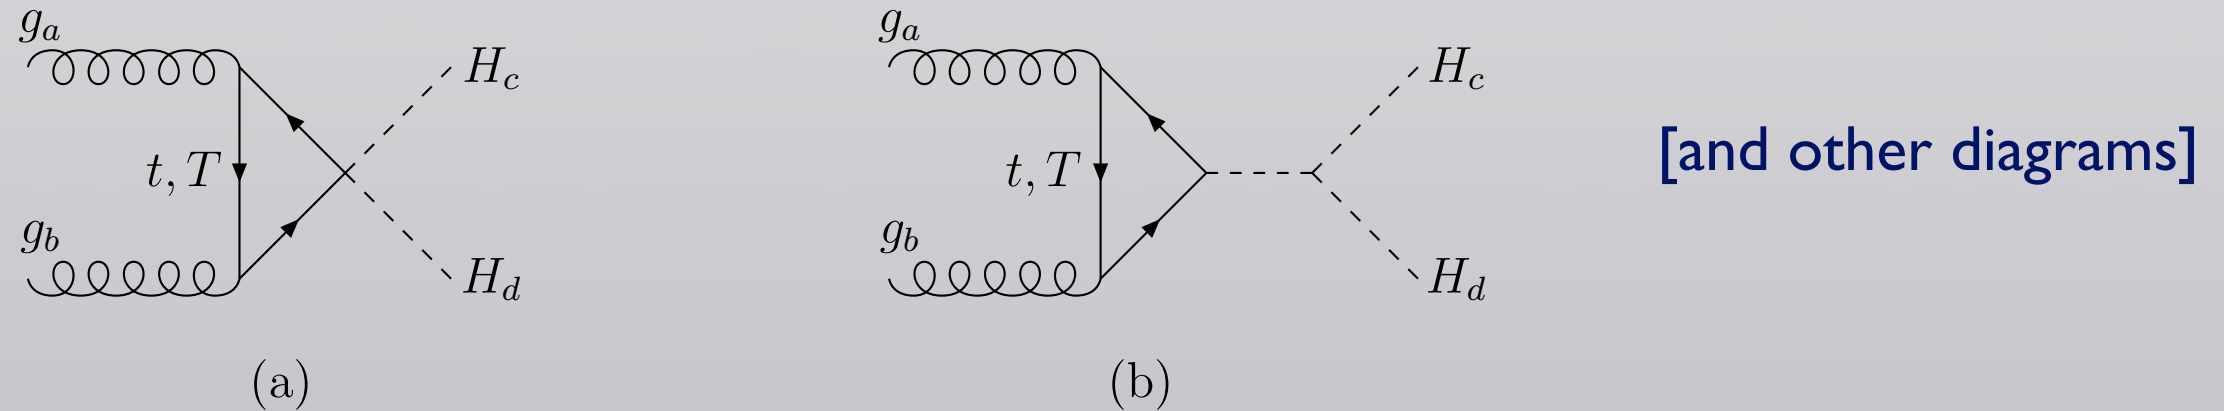 g_a
H_c
t, T
g_b
H_d
(a)
g_a
H_c
t, T
g_b
H_d
(b)
[and other diagrams]